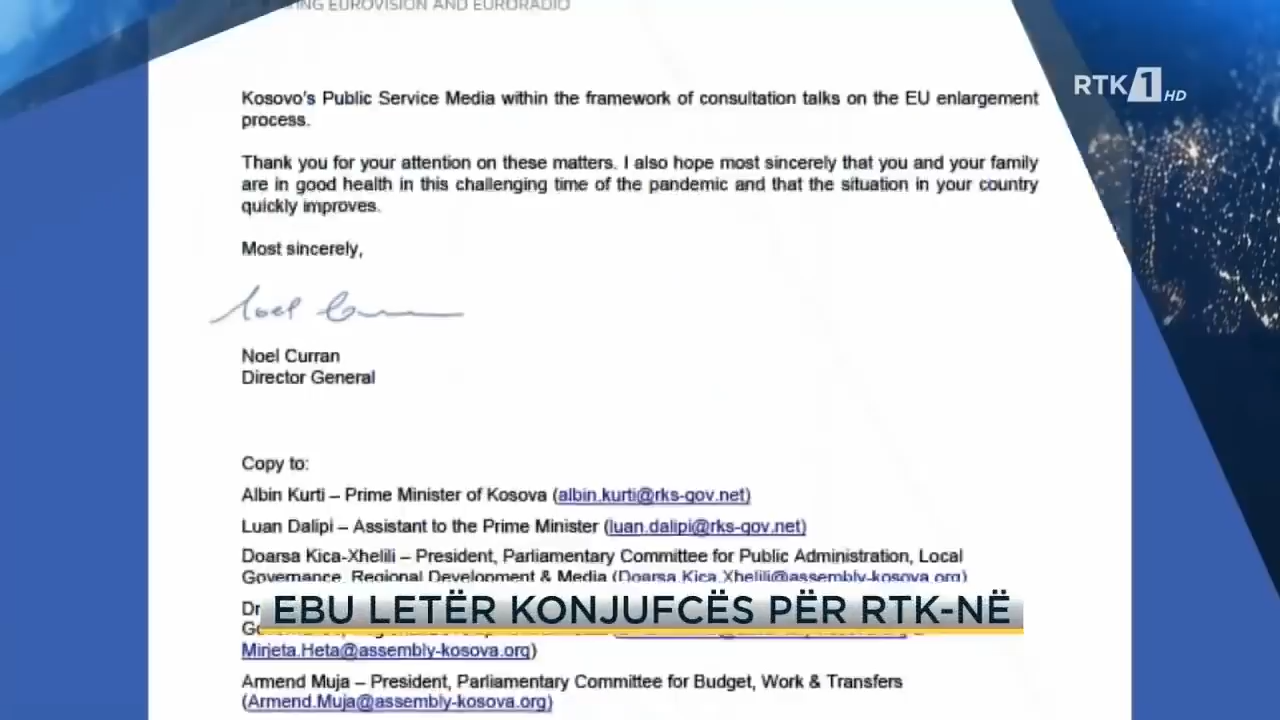 ING EUROVISION AND EURORADIO
RTK 1 HD
Kosovo's Public Service Media within the framework of consultation talks on the EU enlargement
process.
Thank you for your attention on these matters. I also hope most sincerely that you and your family
are in good health in this challenging time of the pandemic and that the situation in your country
quickly improves.
Most sincerely,
Noel Curran
Director General
Copy to:
Albin Kurti – Prime Minister of Kosova (albin.kurti@rks-gov.net)
Luan Dalipi – Assistant to the Prime Minister (luan.dalipi@rks-gov.net)
Doarsa Kica-Xhelili – President, Parliamentary Committee for Public Administration, Local
Governance, Regional Development & Media (Doarsa.Kica.Xhelili@assembly-kosova.org)
EBU LETËR KONJUFCËS PËR RTK-NË
Mirjeta.Heta@assembly-kosova.org)
Armend Muja – President, Parliamentary Committee for Budget, Work & Transfers
(Armend.Muja@assembly-kosova.org)